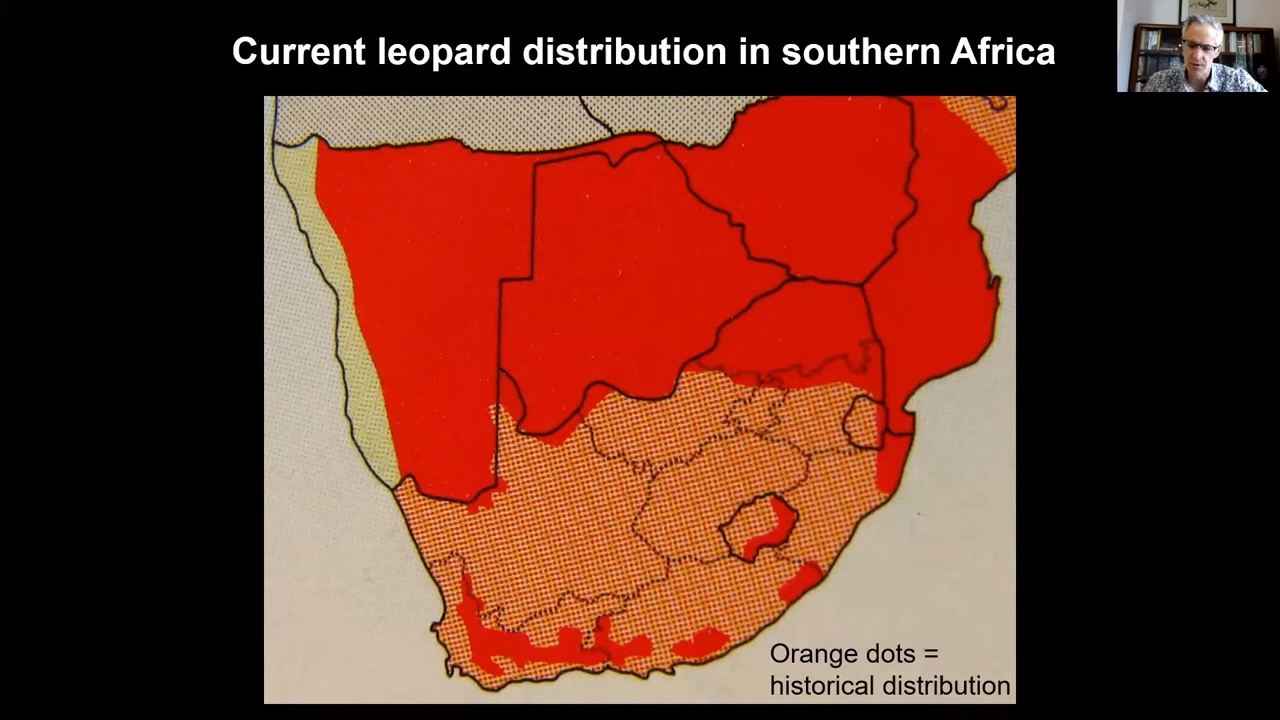 Current leopard distribution in southern Africa
Orange dots =
historical distribution